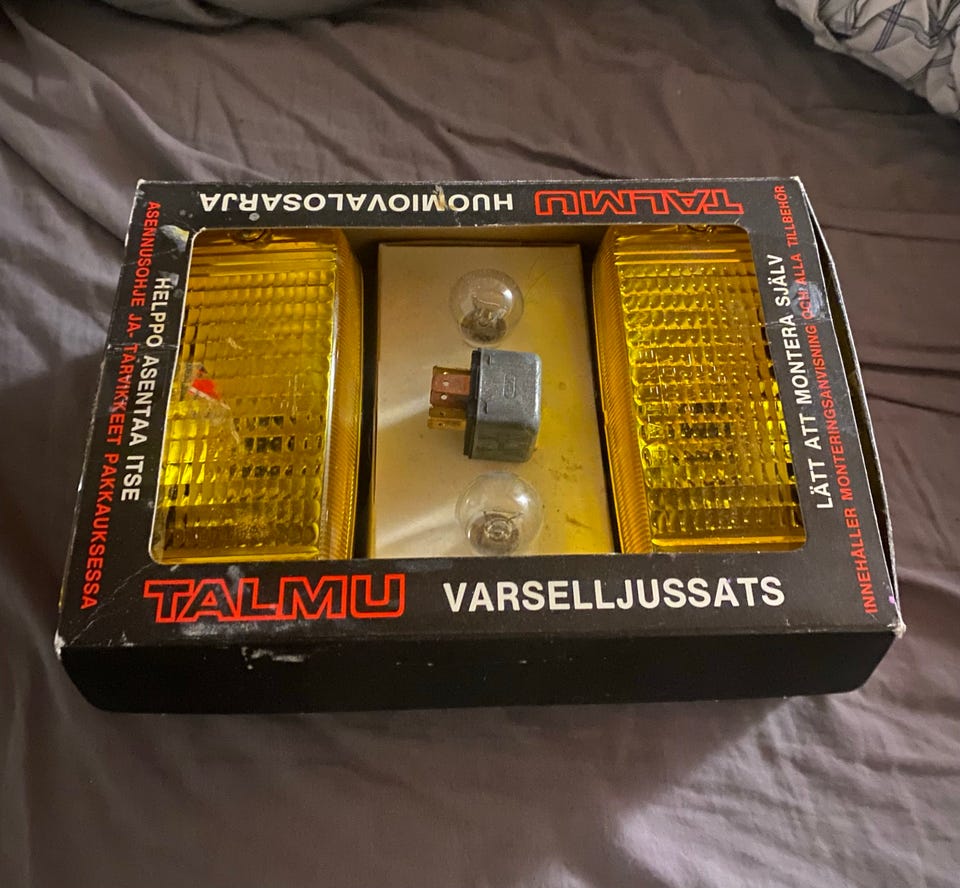 TALMU HUOMIOVALOSARJA
HELPPO ASENTAA ITSE
ASENNUSOHJE JA- TARVIKKEET PAKKAUKSESSA
LÄTT ATT MONTERA SJÄLV
INNEHÅLLER MONTERINGSANVISNING OCH ALLA TILLBEHÖR
TALMU VARSELLJUSSATS